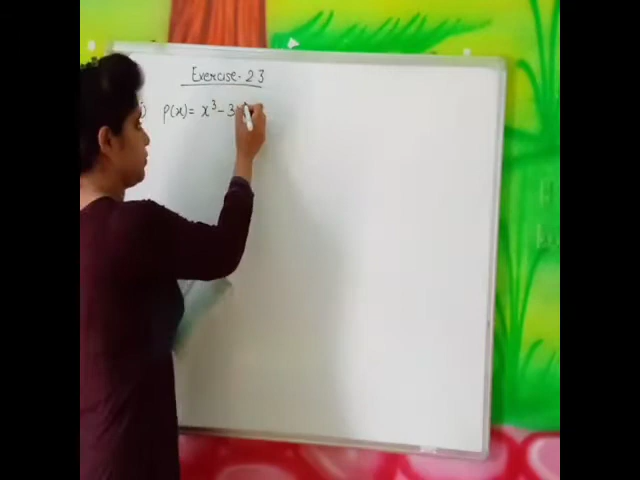 Exercise - 2 3
) p(x) = x³ - 3